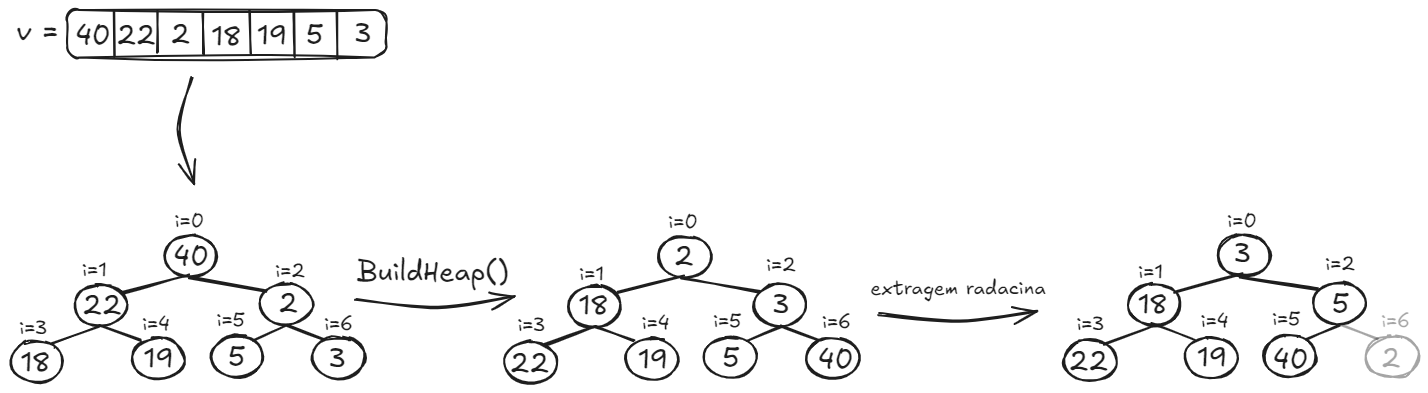 v = 40 22 2 18 19 5 3
i=0
40
i=1 i=2
22 2
i=3 i=4 i=5 i=6
18 19 5 3
BuildHeap()
i=0
2
i=1 i=2
18 3
i=3 i=4 i=5 i=6
22 19 5 40
extragem radacina
i=0
3
i=1 i=2
18 5
i=3 i=4 i=5 i=6
22 19 40 2